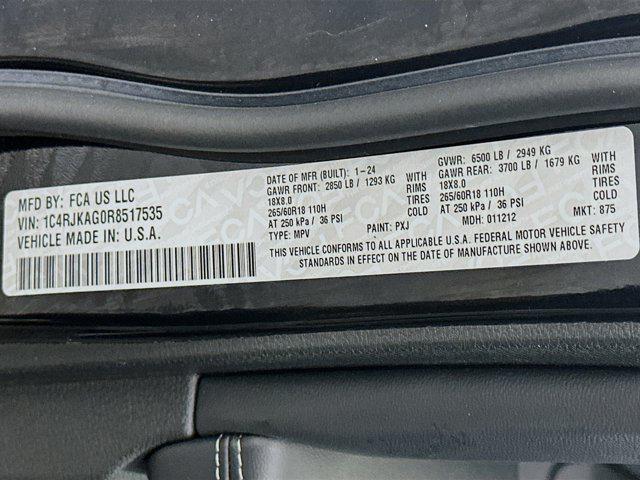 MFD BY: FCA US LLC
VIN: 1C4RJKAG0R8517535
VEHICLE MADE IN: U.S.A.
DATE OF MFR (BUILT): 1-24
GAWR FRONT: 2850 LB / 1293 KG WITH
18X8.0 RIMS
265/60R18 110H TIRES
AT 250 kPa / 36 PSI COLD
TYPE: MPV PAINT: PXJ
GVWR: 6500 LB / 2949 KG
GAWR REAR: 3700 LB / 1679 KG WITH
18X8.0 RIMS
265/60R18 110H TIRES
AT 250 kPa / 36 PSI COLD
MDH: 011212 MKT: 875
THIS VEHICLE CONFORMS TO ALL APPLICABLE U.S.A. FEDERAL MOTOR VEHICLE SAFETY
STANDARDS IN EFFECT ON THE DATE OF MANUFACTURE SHOWN ABOVE